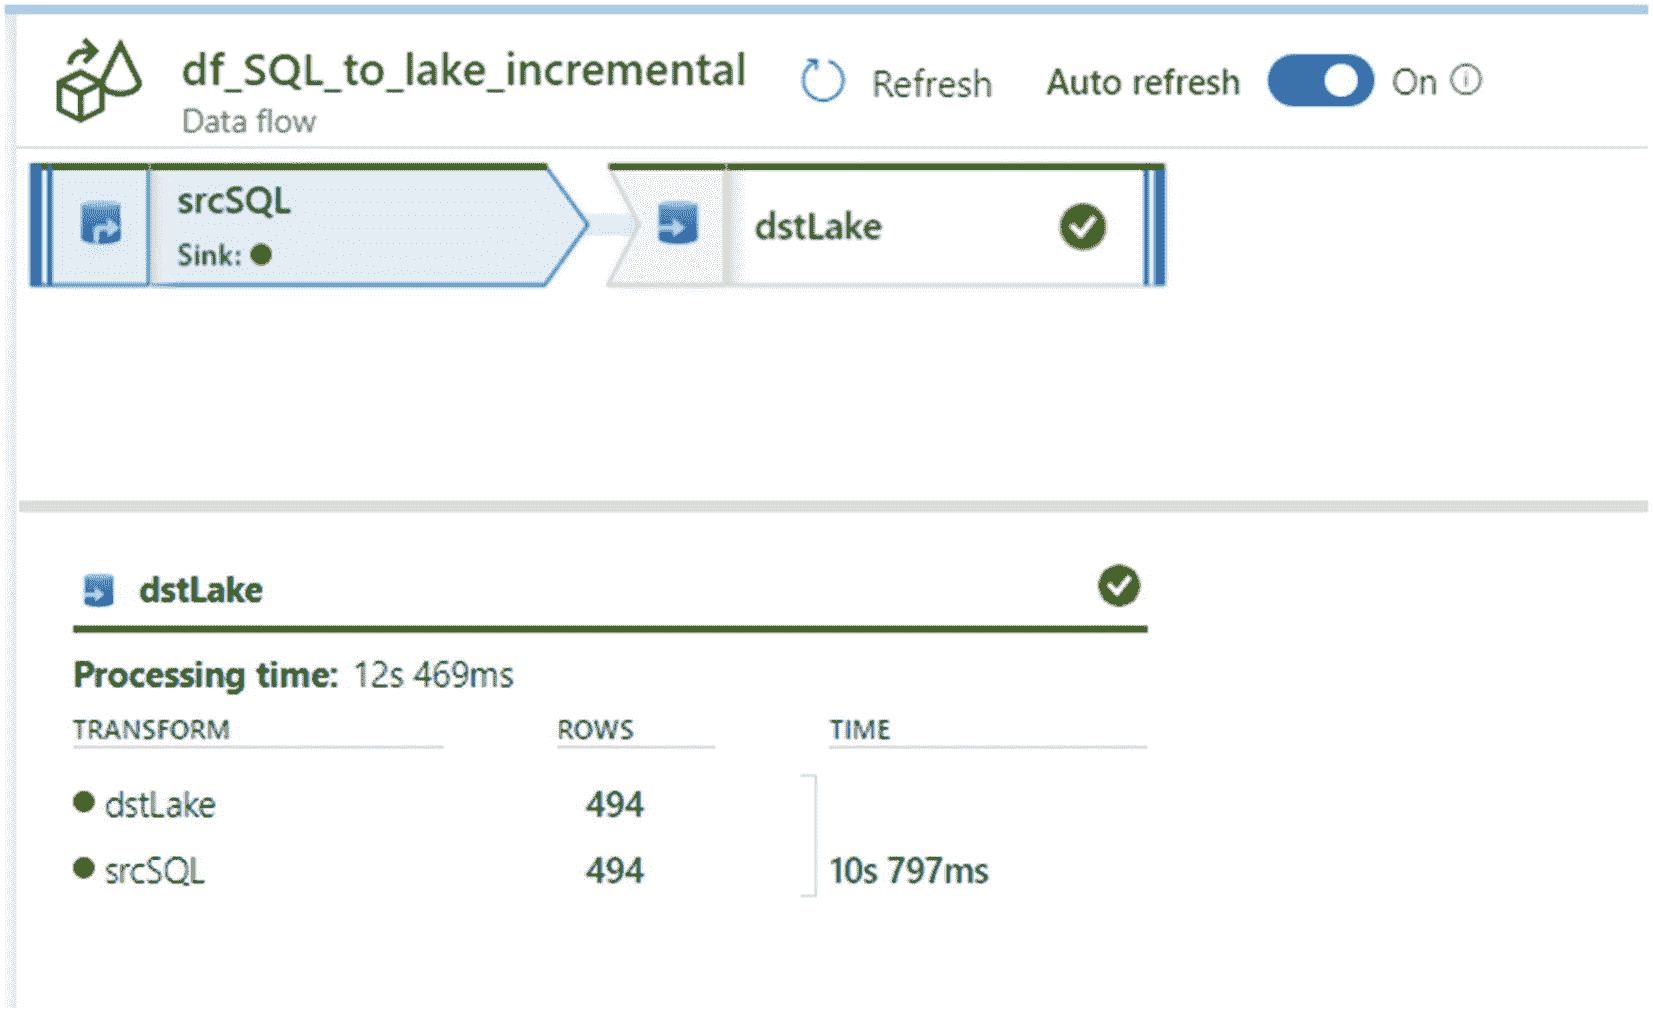 df_SQL_to_lake_incremental Refresh Auto refresh On
Data flow
srcSQL
Sink:
dstLake
dstLake
Processing time: 12s 469ms
TRANSFORM ROWS TIME
dstLake 494
srcSQL 494 10s 797ms